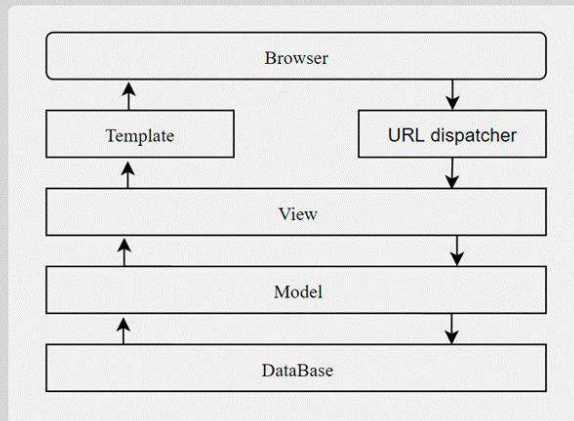 Browser
Template
URL dispatcher
View
Model
DataBase